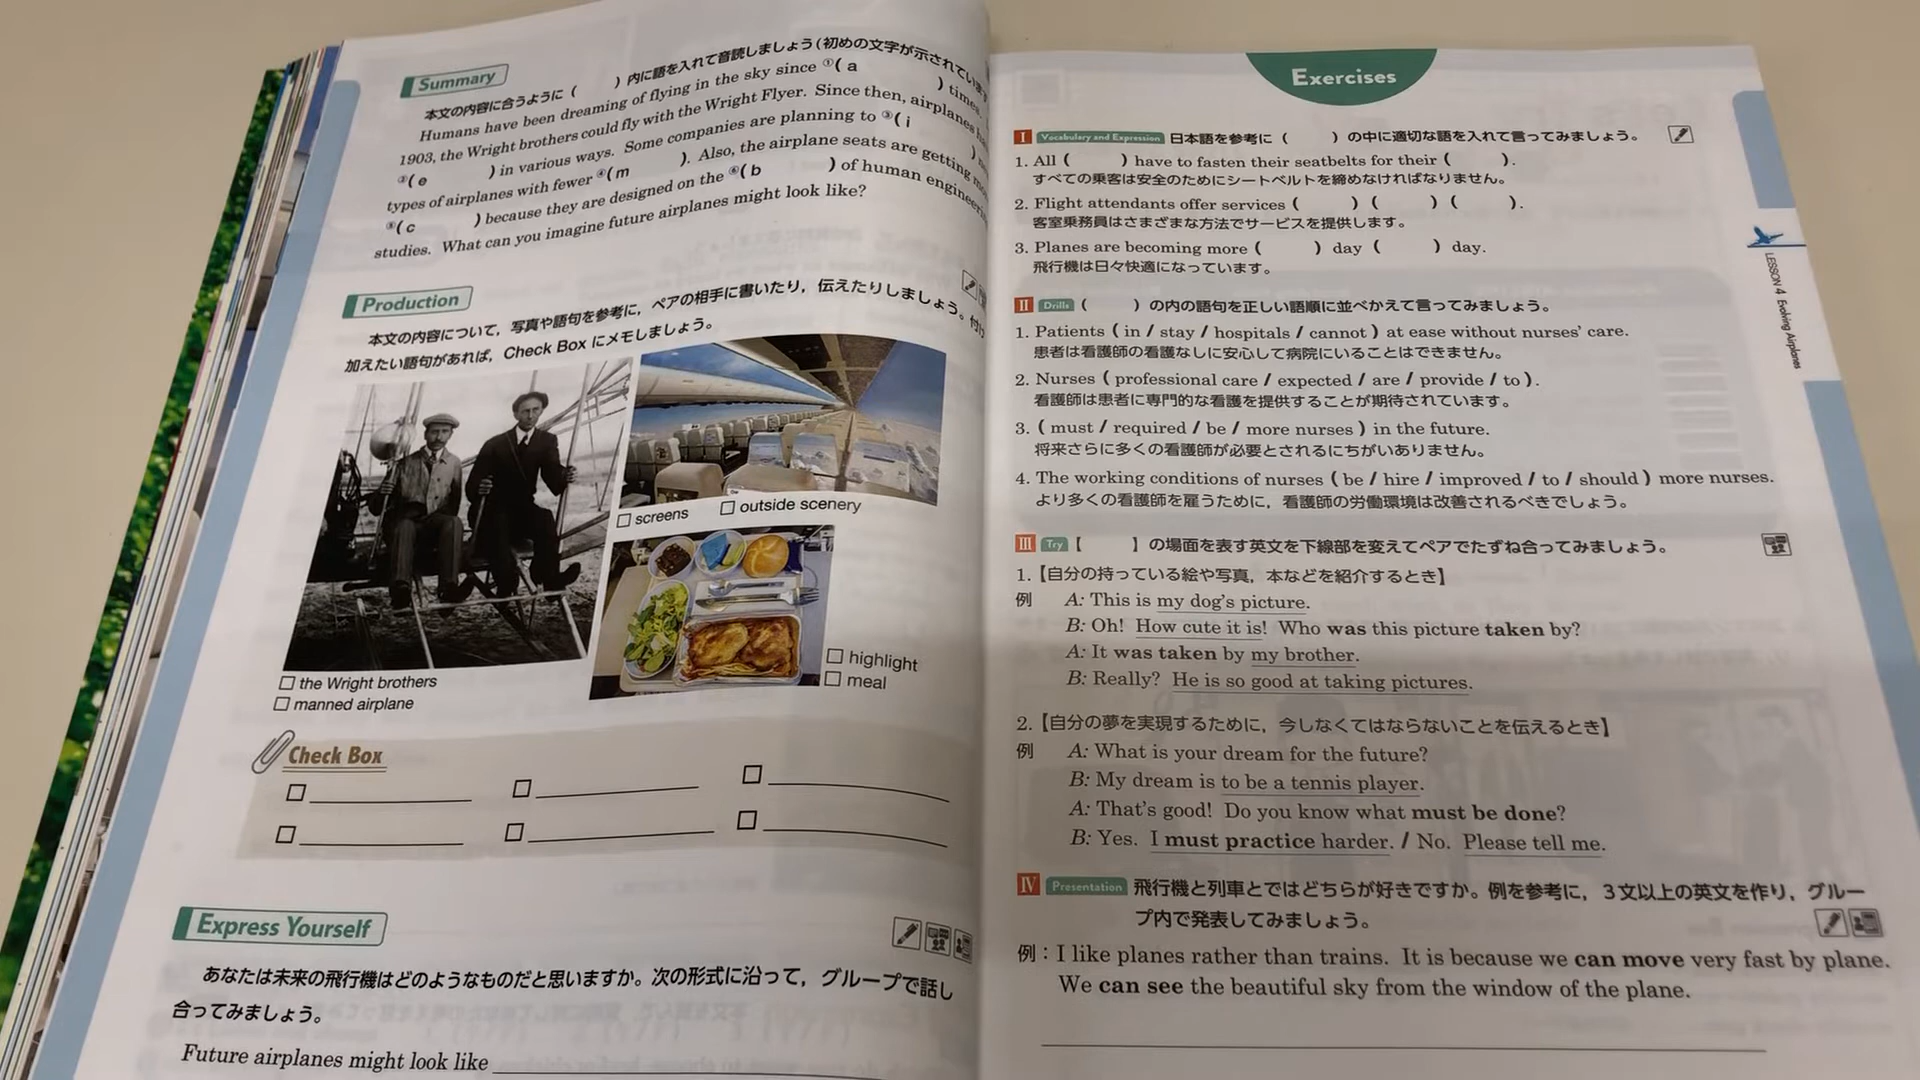 Summary
本文の内容に合うように ( ) 内に語を入れて音読しましょう(初めの文字が示されてい
Humans have been dreaming of flying in the sky since ①( a ) times.
1903, the Wright brothers could fly with the Wright Flyer. Since then, airplanes
②( e ) in various ways. Some companies are planning to ③( i )
types of airplanes with fewer ④( m ). Also, the airplane seats are getting
⑤( c ) because they are designed on the ⑥( b ) of human
studies. What can you imagine future airplanes might look like?
Production
本文の内容について，写真や語句を参考に，ペアの相手に書いたり，伝えたりしましょう。付け
加えたい語句があれば，Check Box にメモしましょう。
□ screens □ outside scenery
□ highlight
□ meal
□ the Wright brothers
□ manned airplane
Check Box
Express Yourself
あなたは未来の飛行機はどのようなものだと思いますか。次の形式に沿って，グループで話し
合ってみましょう。
Future airplanes might look like
Exercises
I Vocabulary and Expression 日本語を参考に ( ) の中に適切な語を入れて言ってみましょう。
1. All ( ) have to fasten their seatbelts for their ( ).
すべての乗客は安全のためにシートベルトを締めなければなりません。
2. Flight attendants offer services ( ) ( ) ( ).
客室乗務員はさまざまな方法でサービスを提供します。
3. Planes are becoming more ( ) day ( ) day.
飛行機は日々快適になっています。
II Drills ( ) の内の語句を正しい語順に並べかえて言ってみましょう。
1. Patients ( in / stay / hospitals / cannot ) at ease without nurses' care.
患者は看護師の看護なしに安心して病院にいることはできません。
2. Nurses ( professional care / expected / are / provide / to ).
看護師は患者に専門的な看護を提供することが期待されています。
3. ( must / required / be / more nurses ) in the future.
将来さらに多くの看護師が必要とされるにちがいありません。
4. The working conditions of nurses ( be / hire / improved / to / should ) more nurses.
より多くの看護師を雇うために，看護師の労働環境は改善されるべきでしょう。
III Try 【 】の場面を表す英文を下線部を変えてペアでたずね合ってみましょう。
1.【自分の持っている絵や写真，本などを紹介するとき】
例 A: This is my dog's picture.
B: Oh! How cute it is! Who was this picture taken by?
A: It was taken by my brother.
B: Really? He is so good at taking pictures.
2.【自分の夢を実現するために，今しなくてはならないことを伝えるとき】
例 A: What is your dream for the future?
B: My dream is to be a tennis player.
A: That's good! Do you know what must be done?
B: Yes. I must practice harder. / No. Please tell me.
IV Presentation 飛行機と列車とではどちらが好きですか。例を参考に，3文以上の英文を作り，グルー
プ内で発表してみましょう。
例：I like planes rather than trains. It is because we can move very fast by plane.
We can see the beautiful sky from the window of the plane.
LESSON 4 Evolving Airplanes